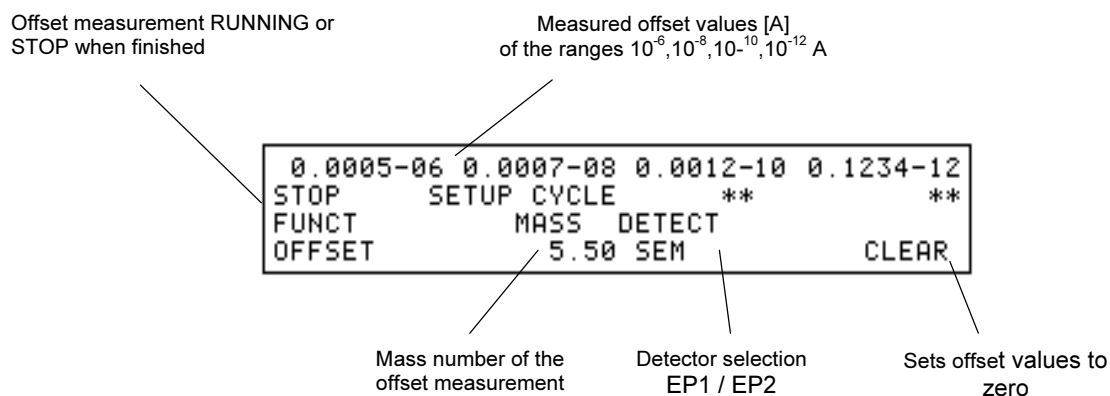 Offset measurement RUNNING or
STOP when finished
Measured offset values [A]
of the ranges 10⁻⁶,10⁻⁸,10-¹⁰,10⁻¹² A
0.0005-06 0.0007-08 0.0012-10 0.1234-12
STOP SETUP CYCLE ** **
FUNCT MASS DETECT
OFFSET 5.50 SEM CLEAR
Mass number of the
offset measurement
Detector selection
EP1 / EP2
Sets offset values to
zero